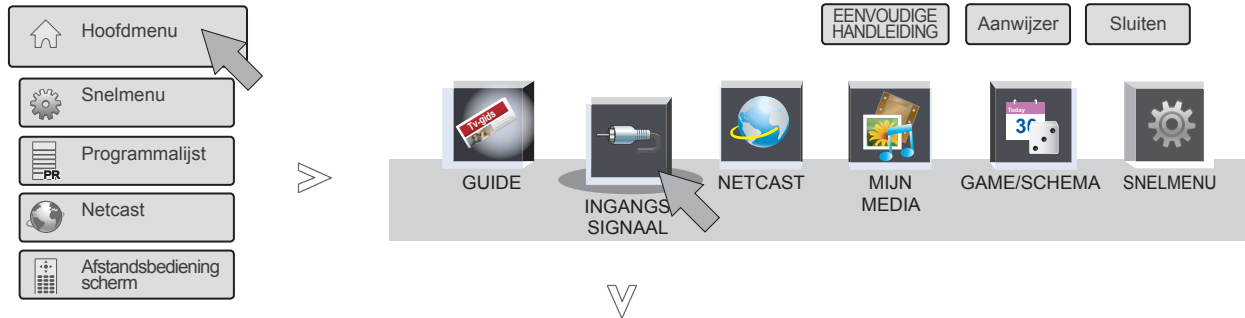 Hoofdmenu
Snelmenu
Programmalijst
PR
Netcast
Afstandsbediening
scherm
EENVOUDIGE
HANDLEIDING
Aanwijzer
Sluiten
Tv-gids
Today
GUIDE
INGANGS
SIGNAAL
NETCAST
MIJN
MEDIA
GAME/SCHEMA
SNELMENU